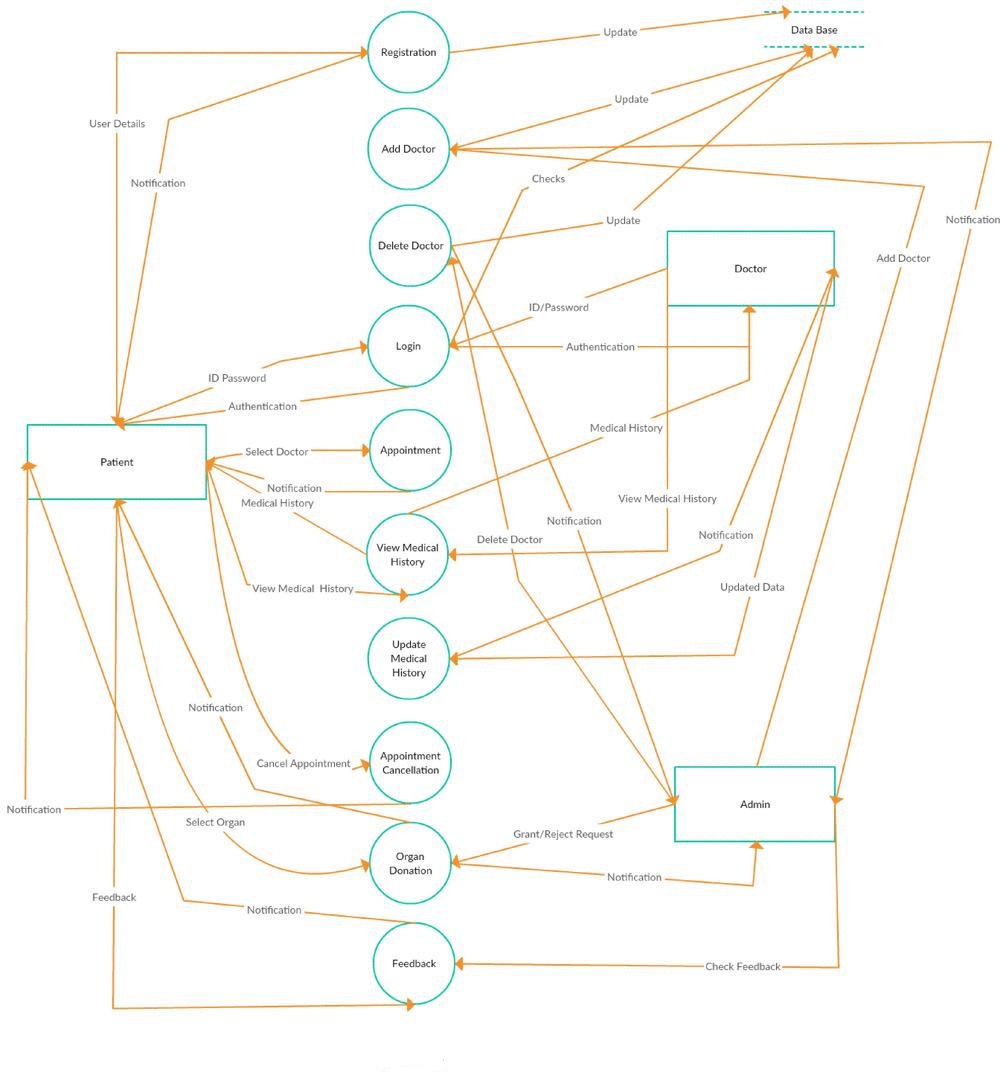 Registration
Update
Data Base
Update
User Details
Add Doctor
Notification
Checks
Notification
Update
Delete Doctor
Add Doctor
Doctor
ID/Password
Login
Authentication
ID Password
Authentication
Medical History
Select Doctor
Appointment
Patient
Notification
Medical History
View Medical History
Notification
Delete Doctor
Notification
View Medical
History
View Medical  History
Updated Data
Update
Medical
History
Notification
Cancel Appointment
Appointment
Cancellation
Notification
Admin
Select Organ
Grant/Reject Request
Organ
Donation
Notification
Feedback
Notification
Feedback
Check Feedback